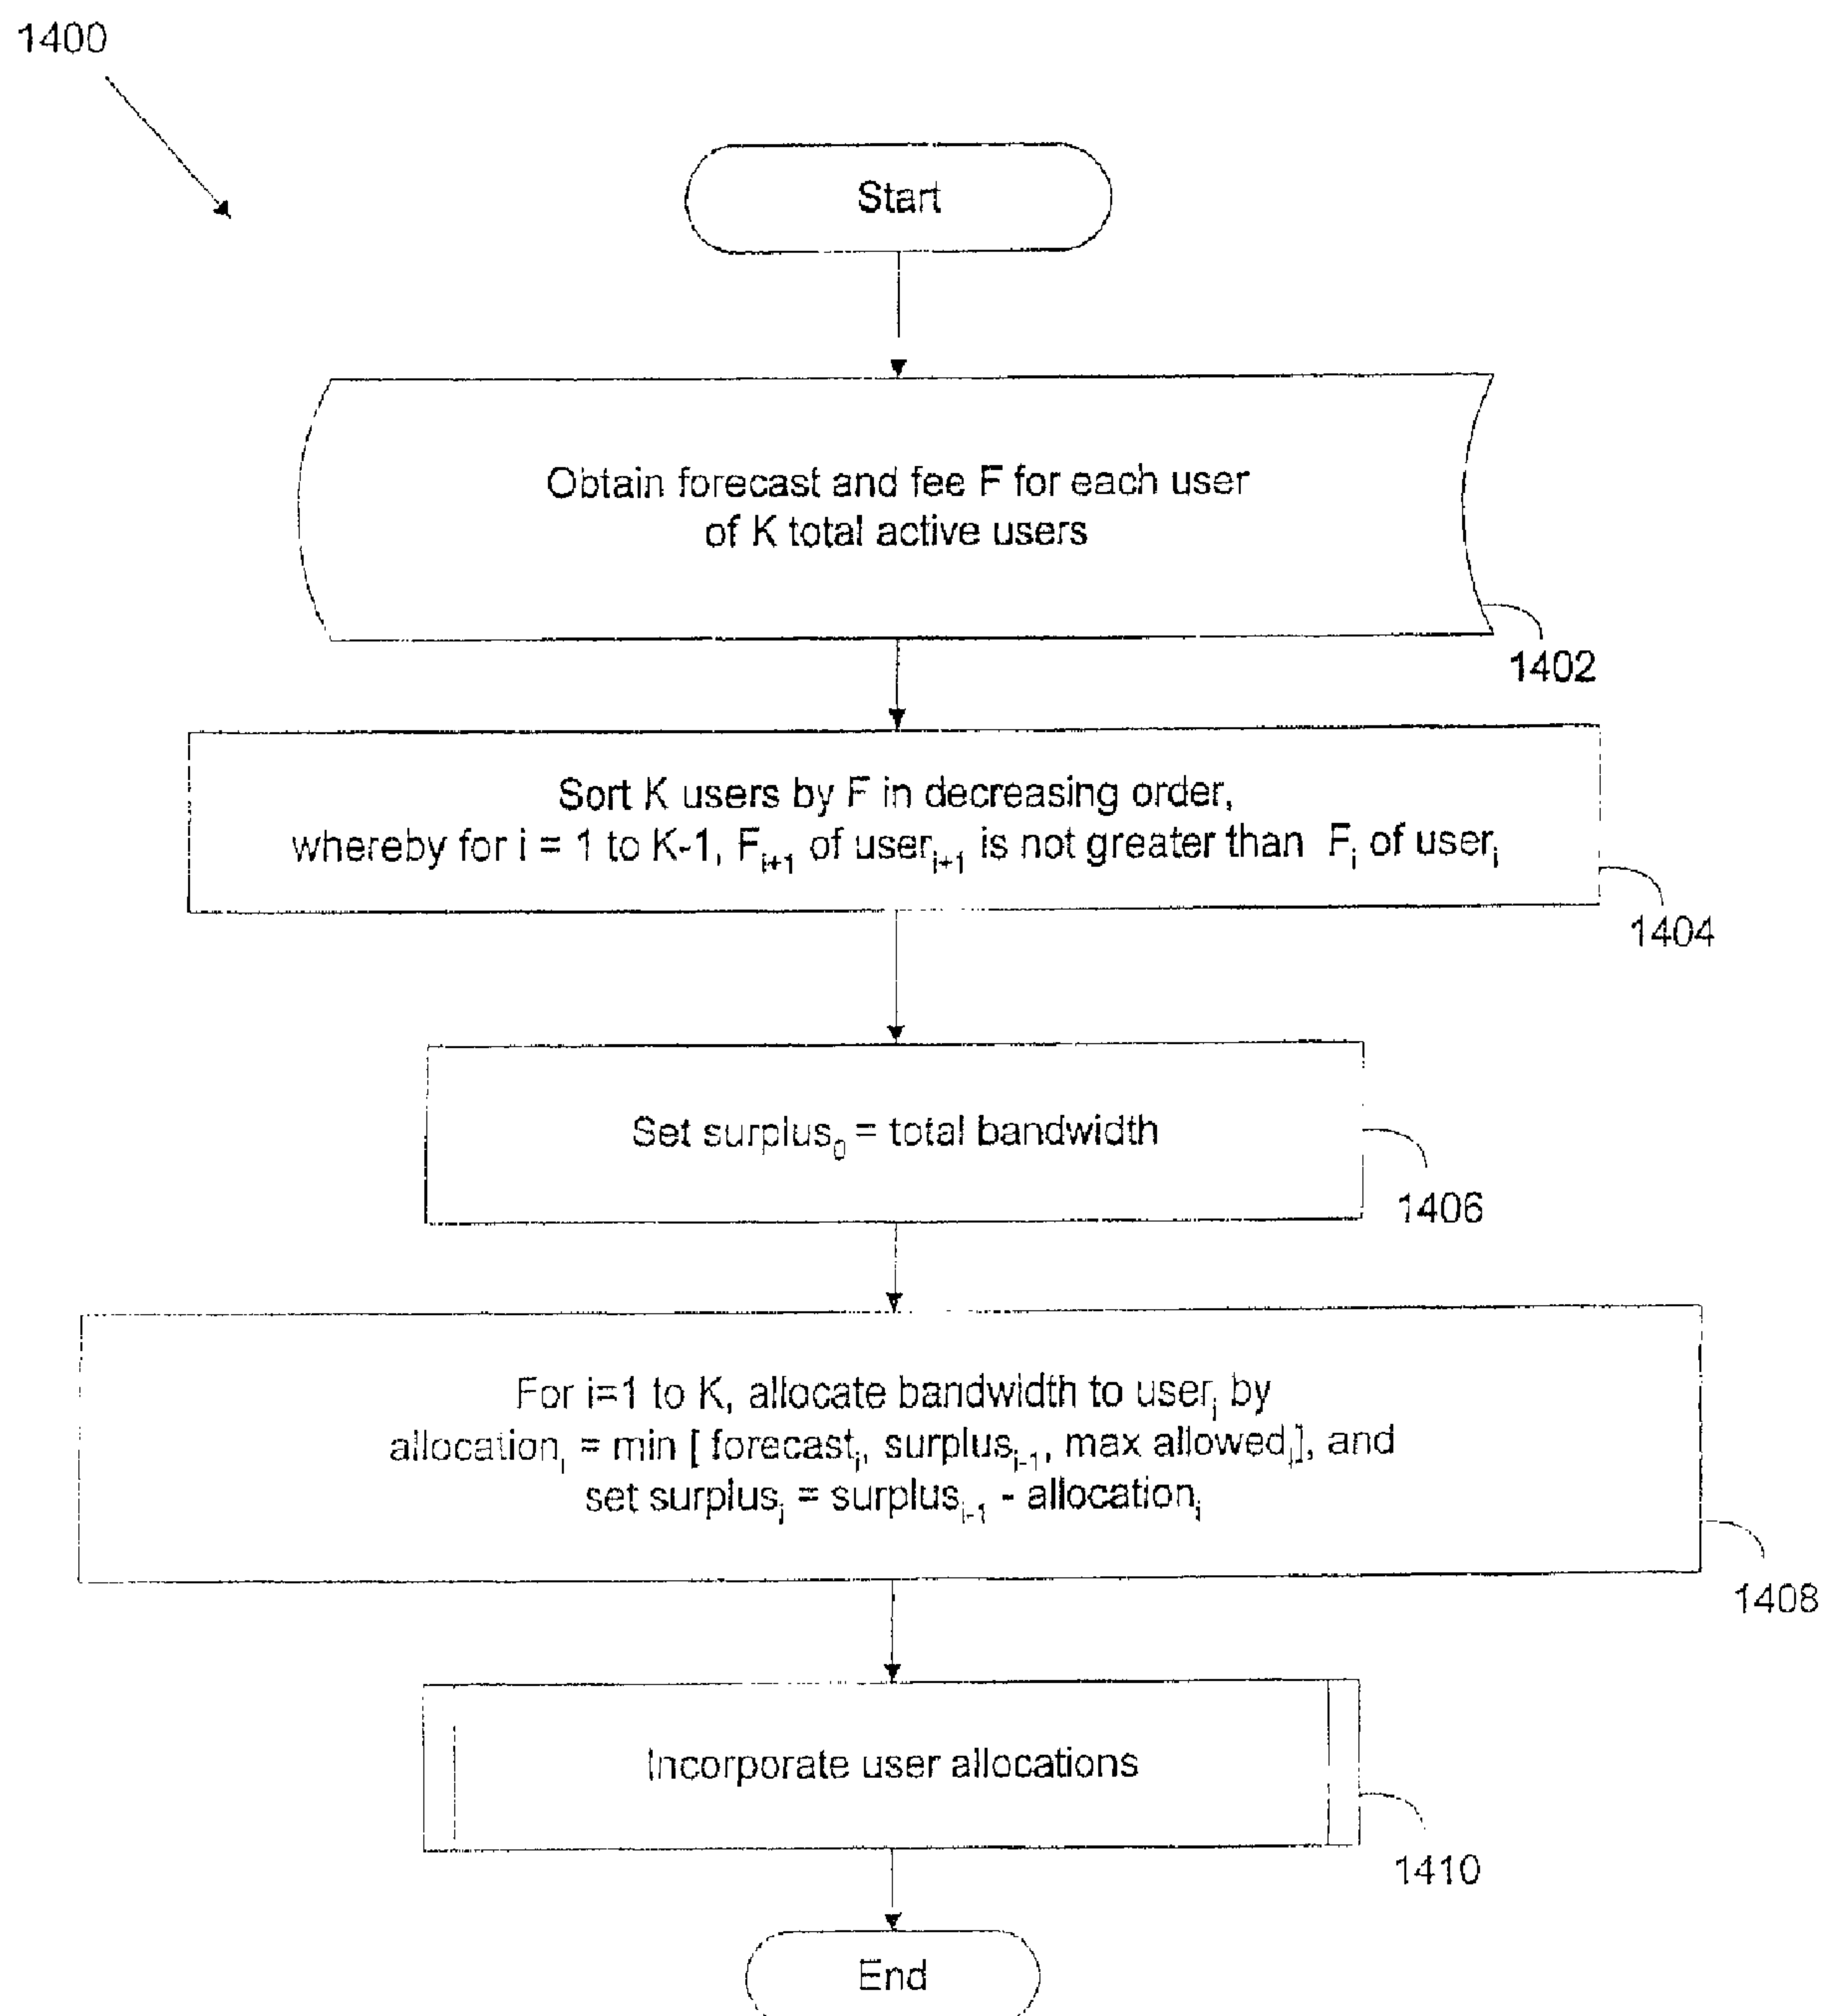 1400
Start
Obtain forecast and fee F for each user
of K total active users
1402
Sort K users by F in decreasing order,
whereby for i = 1 to K-1, Fᵢ₊₁ of userᵢ₊₁ is not greater than Fᵢ of userᵢ
1404
Set surplus₀ = total bandwidth
1406
For i=1 to K, allocate bandwidth to userᵢ by
allocationᵢ = min [ forecastᵢ, surplusᵢ₋₁, max allowedᵢ], and
set surplusᵢ = surplusᵢ₋₁ - allocationᵢ
1408
Incorporate user allocations
1410
End